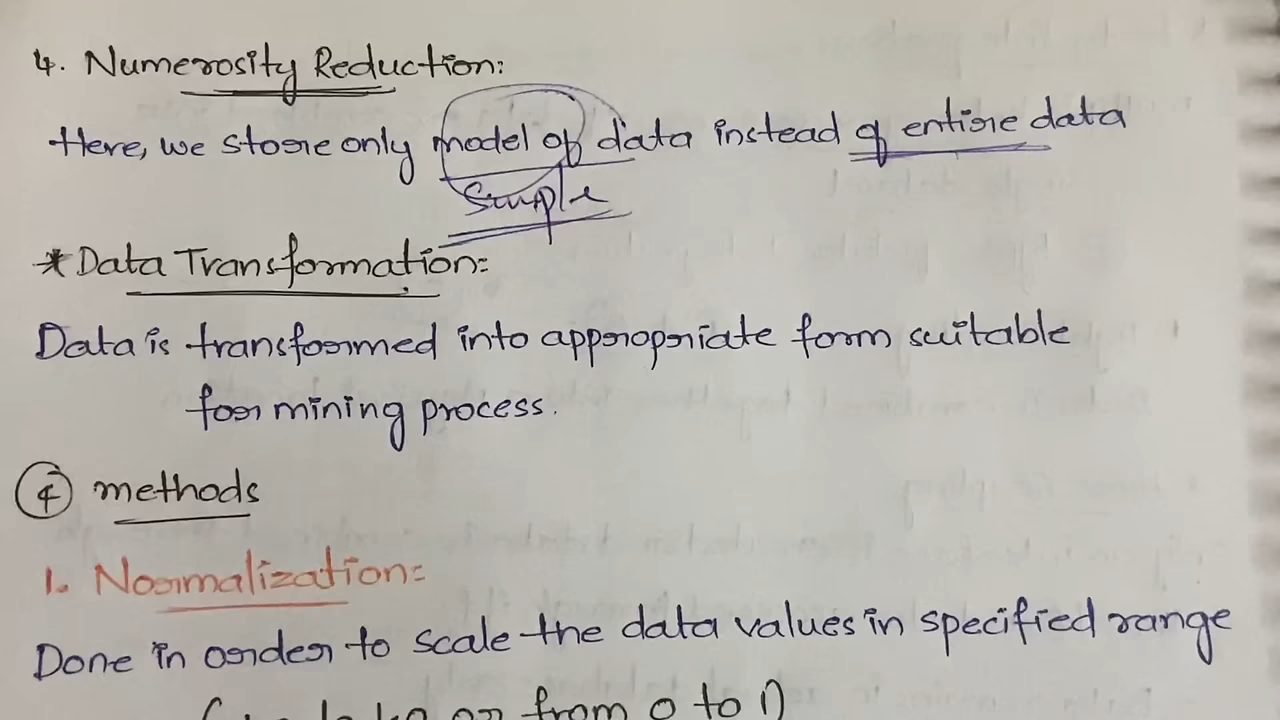 4. Numerosity Reduction:
Here, we store only model of data instead of entire data
Sample
* Data Transformation:
Data is transformed into appropriate form suitable
for mining process.
4 methods
1. Normalization:
Done in order to scale the data values in specified range
or from 0 to 1)